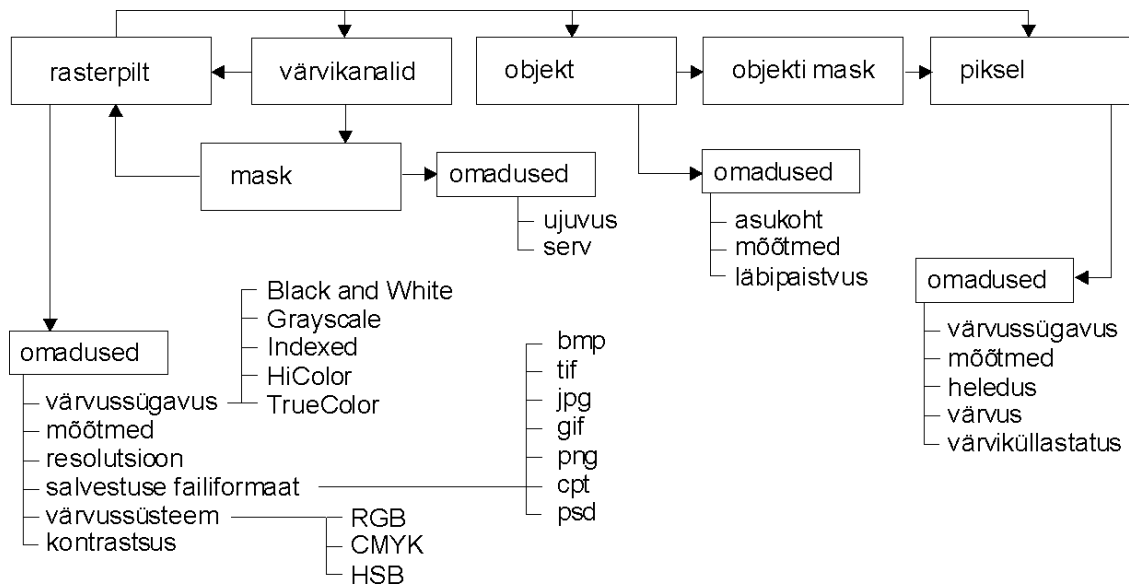 rasterpilt
värvikanalid
objekt
objekti mask
piksel
mask
omadused
ujuvus
serv
omadused
asukoht
mõõtmed
läbipaistvus
omadused
värvussügavus
mõõtmed
heledus
värvus
värviküllastatus
omadused
värvussügavus
mõõtmed
resolutsioon
salvestuse failiformaat
värvussüsteem
kontrastsus
Black and White
Grayscale
Indexed
HiColor
TrueColor
bmp
tif
jpg
gif
png
cpt
psd
RGB
CMYK
HSB